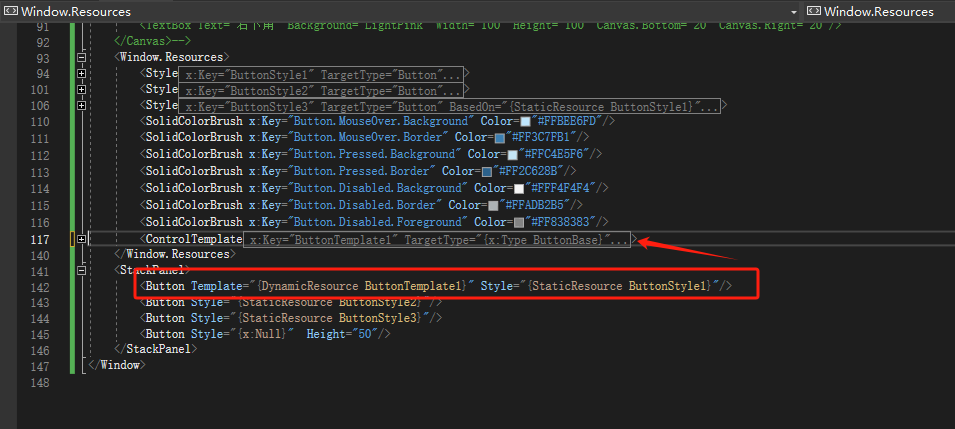 Window.Resources Window.Resources
91 <TextBox Text="右下角" Background="LightPink" Width="100" Height="100" Canvas.Bottom="20" Canvas.Right="20"/>
92 </Canvas>-->
93 <Window.Resources>
94 <Style x:Key="ButtonStyle1" TargetType="Button"...>
101 <Style x:Key="ButtonStyle2" TargetType="Button"...>
106 <Style x:Key="ButtonStyle3" TargetType="Button" BasedOn="{StaticResource ButtonStyle1}"...>
110 <SolidColorBrush x:Key="Button.MouseOver.Background" Color="#FFBEE6FD"/>
111 <SolidColorBrush x:Key="Button.MouseOver.Border" Color="#FF3C7FB1"/>
112 <SolidColorBrush x:Key="Button.Pressed.Background" Color="#FFC4E5F6"/>
113 <SolidColorBrush x:Key="Button.Pressed.Border" Color="#FF2C628B"/>
114 <SolidColorBrush x:Key="Button.Disabled.Background" Color="#FFF4F4F4"/>
115 <SolidColorBrush x:Key="Button.Disabled.Border" Color="#FFADB2B5"/>
116 <SolidColorBrush x:Key="Button.Disabled.Foreground" Color="#FF838383"/>
117 <ControlTemplate x:Key="ButtonTemplate1" TargetType="{x:Type ButtonBase}"...>
140 </Window.Resources>
141 <StackPanel>
142 <Button Template="{DynamicResource ButtonTemplate1}" Style="{StaticResource ButtonStyle1}"/>
143 <Button Style="{StaticResource ButtonStyle2}"/>
144 <Button Style="{StaticResource ButtonStyle3}"/>
145 <Button Style="{x:Null}" Height="50"/>
146 </StackPanel>
147 </Window>
148